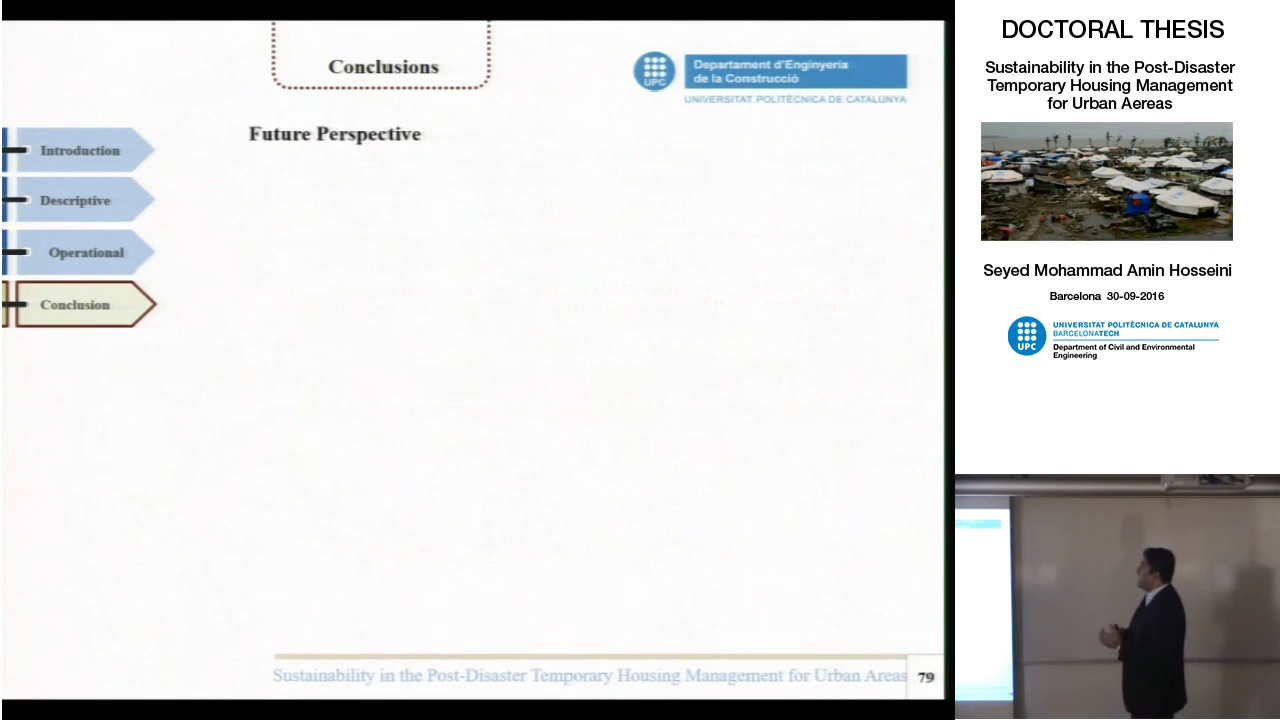 Conclusions
UPC
Departament d'Enginyeria
de la Construcció
UNIVERSITAT POLITÈCNICA DE CATALUNYA
Future Perspective
Introduction
Descriptive
Operational
Conclusion
Sustainability in the Post-Disaster Temporary Housing Management for Urban Areas
79
DOCTORAL THESIS
Sustainability in the Post-Disaster
Temporary Housing Management
for Urban Aereas
Seyed Mohammad Amin Hosseini
Barcelona 30-09-2016
UPC
UNIVERSITAT POLITÈCNICA DE CATALUNYA
BARCELONATECH
Department of Civil and Environmental
Engineering